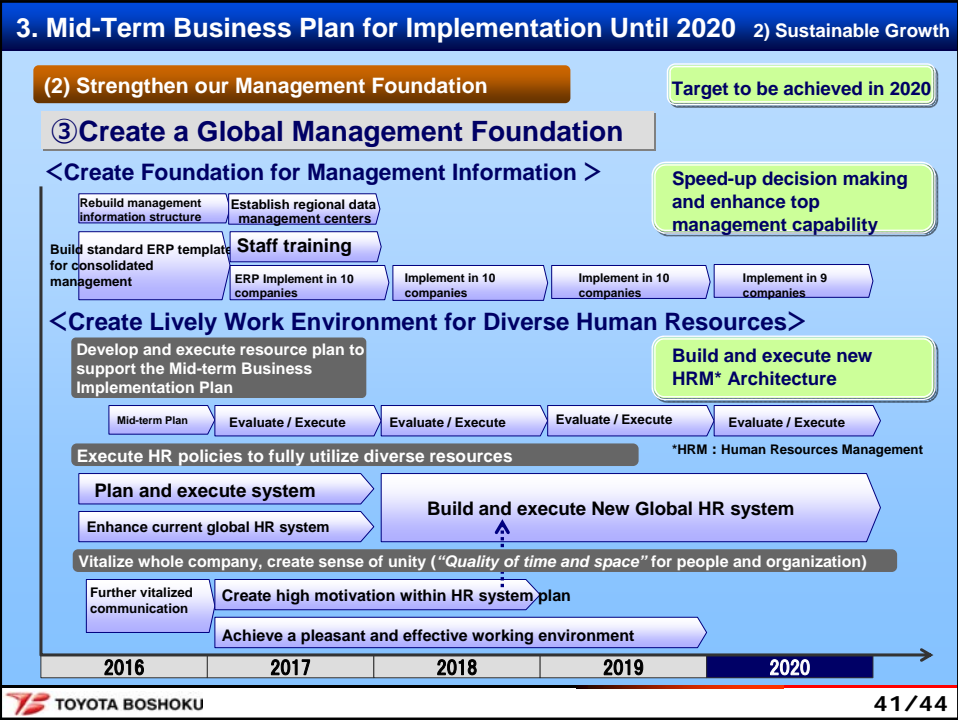 3. Mid-Term Business Plan for Implementation Until 2020 2) Sustainable Growth
(2) Strengthen our Management Foundation
Target to be achieved in 2020
③Create a Global Management Foundation
＜Create Foundation for Management Information ＞
Speed-up decision making
and enhance top
management capability
Rebuild management
information structure
Establish regional data
management centers
Build standard ERP template
for consolidated
management
Staff training
ERP Implement in 10
companies
Implement in 10
companies
Implement in 10
companies
Implement in 9
companies
＜Create Lively Work Environment for Diverse Human Resources＞
Develop and execute resource plan to
support the Mid-term Business
Implementation Plan
Build and execute new
HRM* Architecture
Mid-term Plan
Evaluate / Execute
Evaluate / Execute
Evaluate / Execute
Evaluate / Execute
*HRM：Human Resources Management
Execute HR policies to fully utilize diverse resources
Plan and execute system
Enhance current global HR system
Build and execute New Global HR system
Vitalize whole company, create sense of unity (“Quality of time and space” for people and organization)
Further vitalized
communication
Create high motivation within HR system plan
Achieve a pleasant and effective working environment
2016 2017 2018 2019 2020
TOYOTA BOSHOKU
41/44